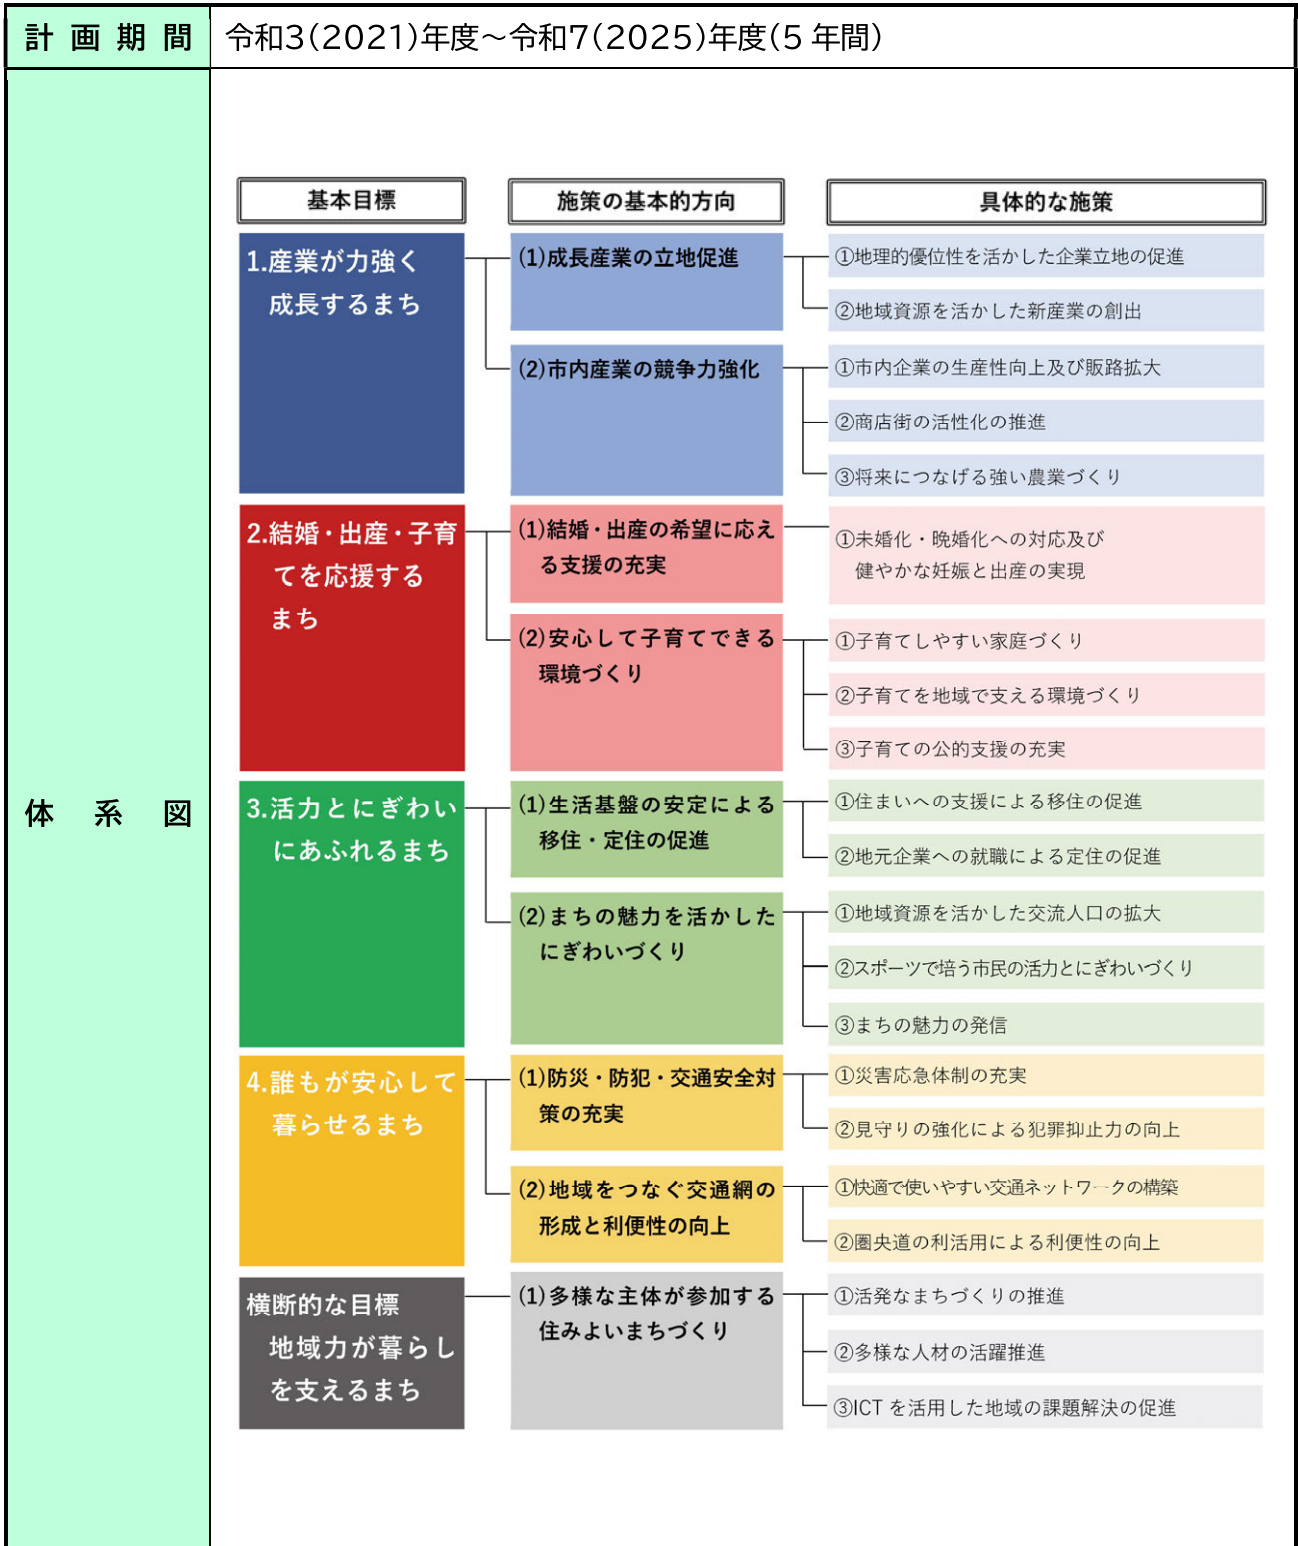 計画期間
令和3(2021)年度～令和7(2025)年度(5 年間)
体系図
基本目標
施策の基本的方向
具体的な施策
1.産業が力強く
成長するまち
(1)成長産業の立地促進
①地理的優位性を活かした企業立地の促進
②地域資源を活かした新産業の創出
(2)市内産業の競争力強化
①市内企業の生産性向上及び販路拡大
②商店街の活性化の推進
③将来につなげる強い農業づくり
2.結婚・出産・子育
てを応援する
まち
(1)結婚・出産の希望に応え
る支援の充実
①未婚化・晩婚化への対応及び
健やかな妊娠と出産の実現
(2)安心して子育てできる
環境づくり
①子育てしやすい家庭づくり
②子育てを地域で支える環境づくり
③子育ての公的支援の充実
3.活力とにぎわい
にあふれるまち
(1)生活基盤の安定による
移住・定住の促進
①住まいへの支援による移住の促進
②地元企業への就職による定住の促進
(2)まちの魅力を活かした
にぎわいづくり
①地域資源を活かした交流人口の拡大
②スポーツで培う市民の活力とにぎわいづくり
③まちの魅力の発信
4.誰もが安心して
暮らせるまち
(1)防災・防犯・交通安全対
策の充実
①災害応急体制の充実
②見守りの強化による犯罪抑止力の向上
(2)地域をつなぐ交通網の
形成と利便性の向上
①快適で使いやすい交通ネットワークの構築
②圏央道の利活用による利便性の向上
横断的な目標
地域力が暮らし
を支えるまち
(1)多様な主体が参加する
住みよいまちづくり
①活発なまちづくりの推進
②多様な人材の活躍推進
③ICT を活用した地域の課題解決の促進